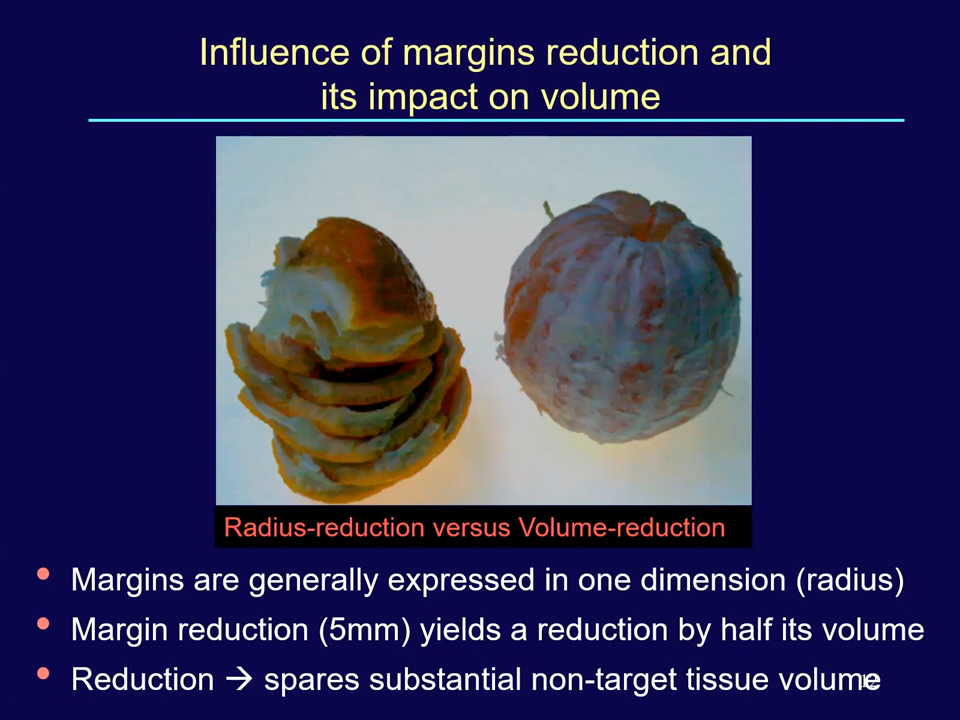 Influence of margins reduction and
its impact on volume
Radius-reduction versus Volume-reduction
• Margins are generally expressed in one dimension (radius)
• Margin reduction (5mm) yields a reduction by half its volume
• Reduction → spares substantial non-target tissue volume